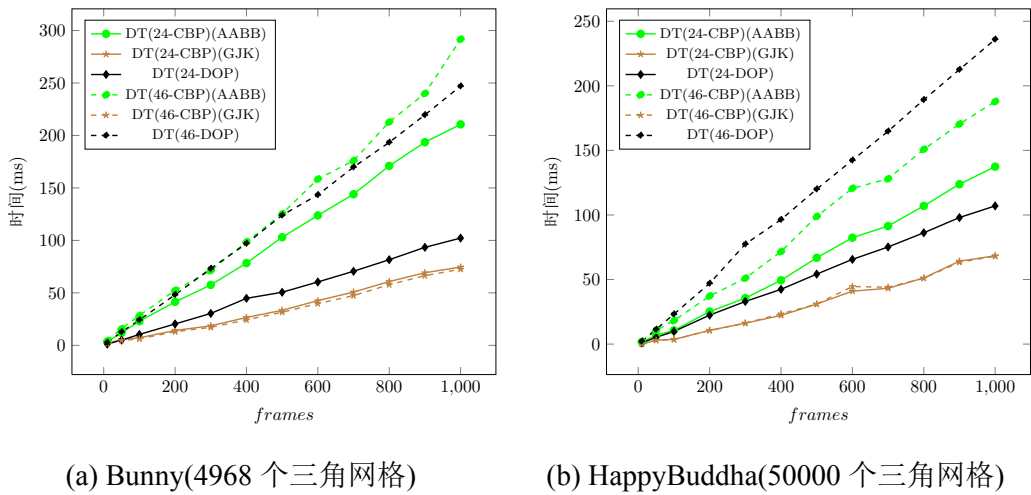 300
250
200
150
100
50
0
时间(ms)
DT(24-CBP)(AABB)
DT(24-CBP)(GJK)
DT(24-DOP)
DT(46-CBP)(AABB)
DT(46-CBP)(GJK)
DT(46-DOP)
0 200 400 600 800 1,000
frames
(a) Bunny(4968 个三角网格)
250
200
150
100
50
0
时间(ms)
DT(24-CBP)(AABB)
DT(24-CBP)(GJK)
DT(24-DOP)
DT(46-CBP)(AABB)
DT(46-CBP)(GJK)
DT(46-DOP)
0 200 400 600 800 1,000
frames
(b) HappyBuddha(50000 个三角网格)